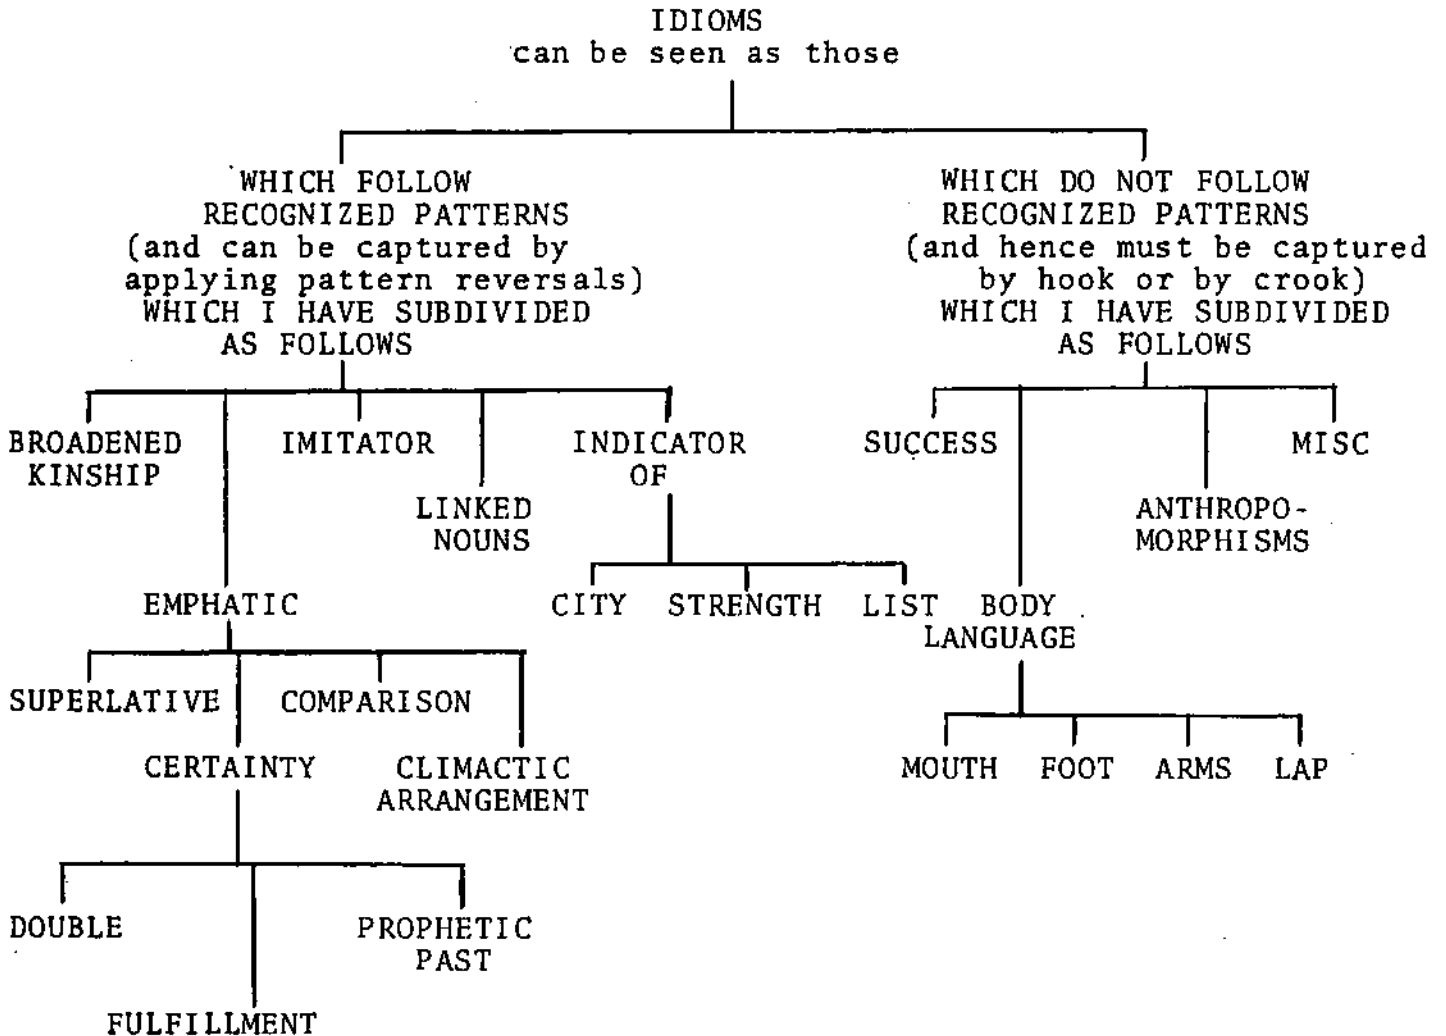 IDIOMS
can be seen as those
WHICH FOLLOW
RECOGNIZED PATTERNS
(and can be captured by
applying pattern reversals)
WHICH I HAVE SUBDIVIDED
AS FOLLOWS
WHICH DO NOT FOLLOW
RECOGNIZED PATTERNS
(and hence must be captured
by hook or by crook)
WHICH I HAVE SUBDIVIDED
AS FOLLOWS
BROADENED
KINSHIP
IMITATOR
INDICATOR
OF
LINKED
NOUNS
SUCCESS
MISC
ANTHROPO-
MORPHISMS
EMPHATIC
CITY
STRENGTH
LIST
BODY
LANGUAGE
SUPERLATIVE
COMPARISON
CERTAINTY
CLIMACTIC
ARRANGEMENT
MOUTH
FOOT
ARMS
LAP
DOUBLE
PROPHETIC
PAST
FULFILLMENT